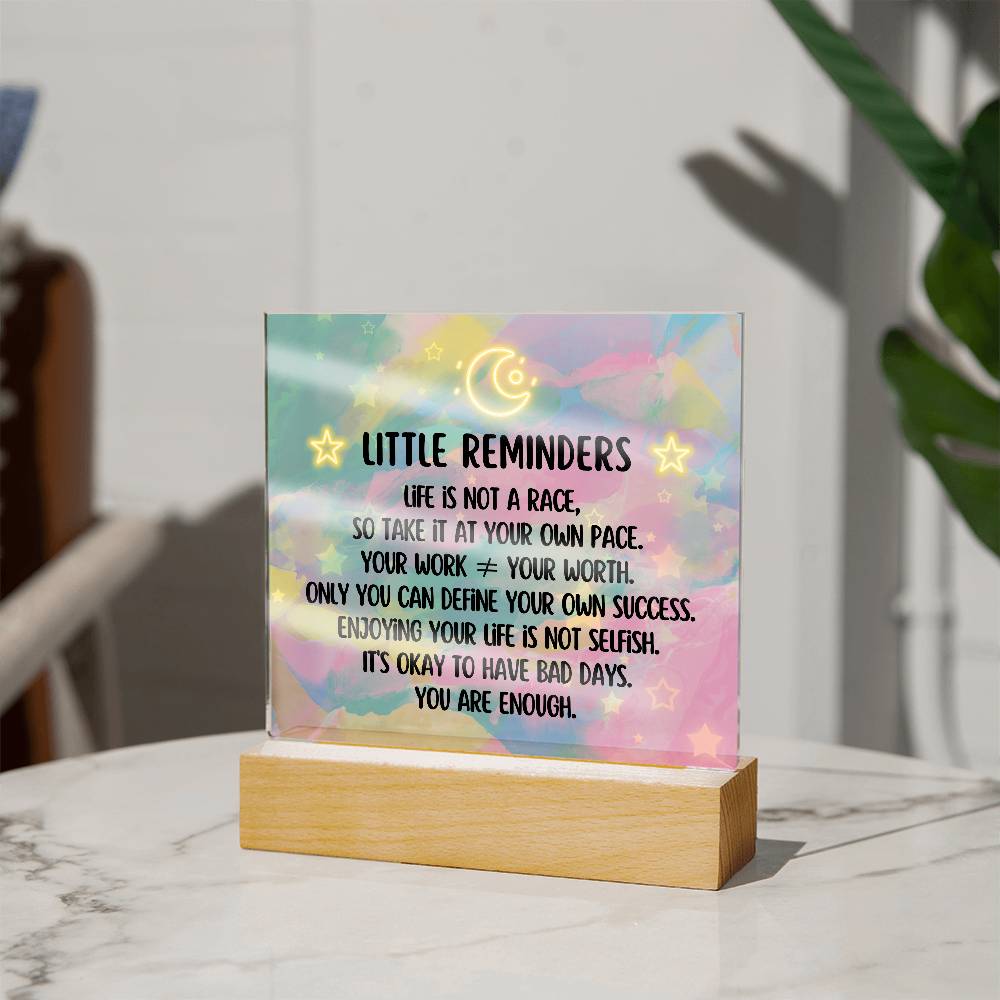 LITTLE REMINDERS
LiFE iS NOT A RACE,
SO TAKE iT AT YOUR OWN PACE.
YOUR WORK ≠ YOUR WORTH.
ONLY YOU CAN DEFiNE YOUR OWN SUCCESS.
ENJOYiNG YOUR LiFE iS NOT SELFiSH.
iT'S OKAY TO HAVE BAD DAYS.
YOU ARE ENOUGH.